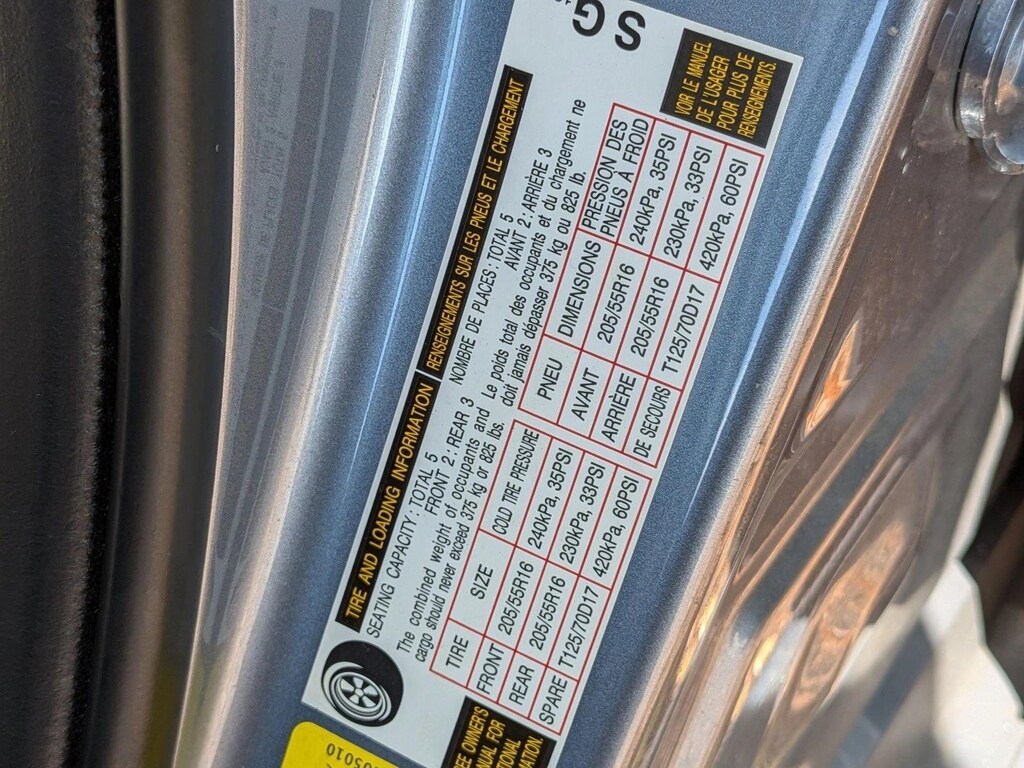 TIRE AND LOADING INFORMATION
RENSEIGNEMENTS SUR LES PNEUS ET LE CHARGEMENT
SEATING CAPACITY : TOTAL 5
FRONT 2 : REAR 3
NOMBRE DE PLACES : TOTAL 5
AVANT 2 : ARRIÈRE 3
The combined weight of occupants and
cargo should never exceed 375 kg or 825 lbs.
Le poids total des occupants et du chargement ne
doit jamais dépasser 375 kg ou 825 lb.
TIRE SIZE COLD TIRE PRESSURE
FRONT 205/55R16 240kPa, 35PSI
REAR 205/55R16 230kPa, 33PSI
SPARE T125/70D17 420kPa, 60PSI
PNEU DIMENSIONS PRESSION DES
PNEUS À FROID
AVANT 205/55R16 240kPa, 35PSI
ARRIÈRE 205/55R16 230kPa, 33PSI
DE SECOURS T125/70D17 420kPa, 60PSI
OWNER'S
FOR
VOIR LE MANUEL
DE L'USAGER
POUR PLUS DE
RENSEIGNEMENTS.
SG
05010